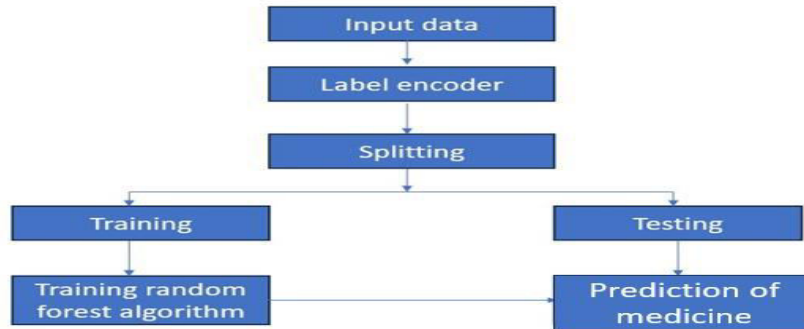 Input data
Label encoder
Splitting
Training
Testing
Training random
forest algorithm
Prediction of
medicine